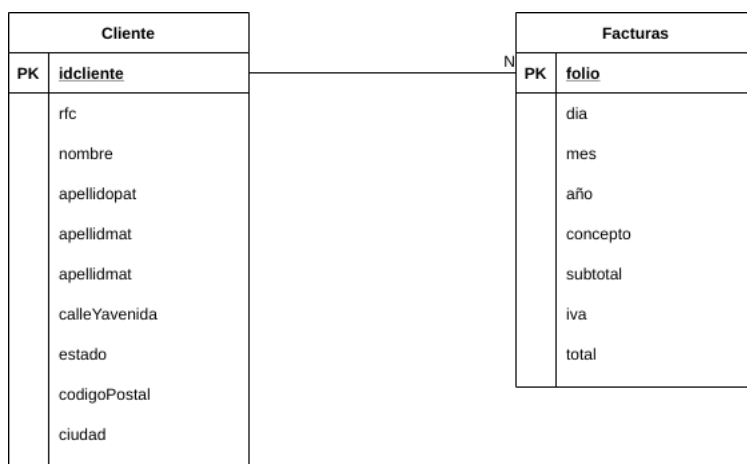 Cliente
PK idcliente
rfc
nombre
apellidopat
apellidmat
apellidmat
calleYavenida
estado
codigoPostal
ciudad
N
Facturas
PK folio
dia
mes
año
concepto
subtotal
iva
total